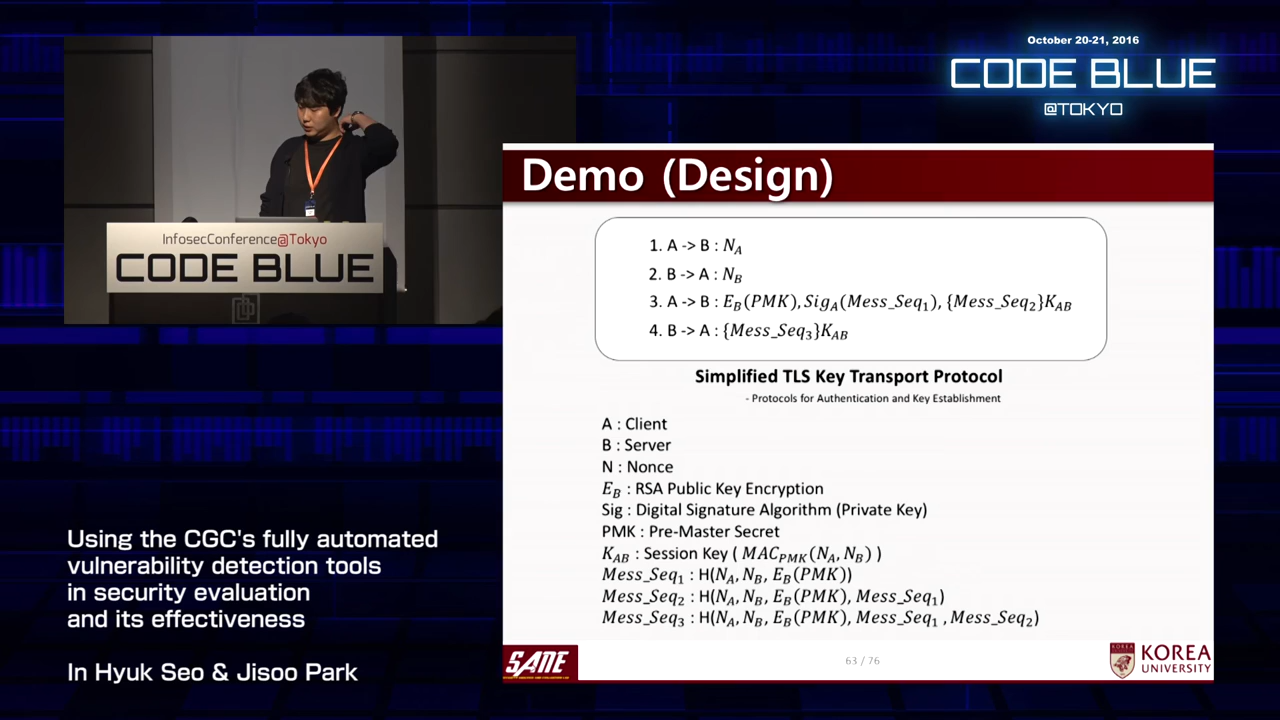 October 20-21, 2016
CODE BLUE
@TOKYO
InfosecConference@Tokyo
CODE BLUE
Demo (Design)
1. A -> B : N_A
2. B -> A : N_B
3. A -> B : E_B(PMK), Sig_A(Mess_Seq_1), {Mess_Seq_2}K_AB
4. B -> A : {Mess_Seq_3}K_AB
Simplified TLS Key Transport Protocol
- Protocols for Authentication and Key Establishment
A : Client
B : Server
N : Nonce
E_B : RSA Public Key Encryption
Sig : Digital Signature Algorithm (Private Key)
PMK : Pre-Master Secret
K_AB : Session Key ( MAC_PMK(N_A, N_B) )
Mess_Seq_1 : H(N_A, N_B, E_B(PMK))
Mess_Seq_2 : H(N_A, N_B, E_B(PMK), Mess_Seq_1)
Mess_Seq_3 : H(N_A, N_B, E_B(PMK), Mess_Seq_1 , Mess_Seq_2)
Using the CGC's fully automated
vulnerability detection tools
in security evaluation
and its effectiveness
In Hyuk Seo & Jisoo Park
SANE
63 / 76
KOREA
UNIVERSITY